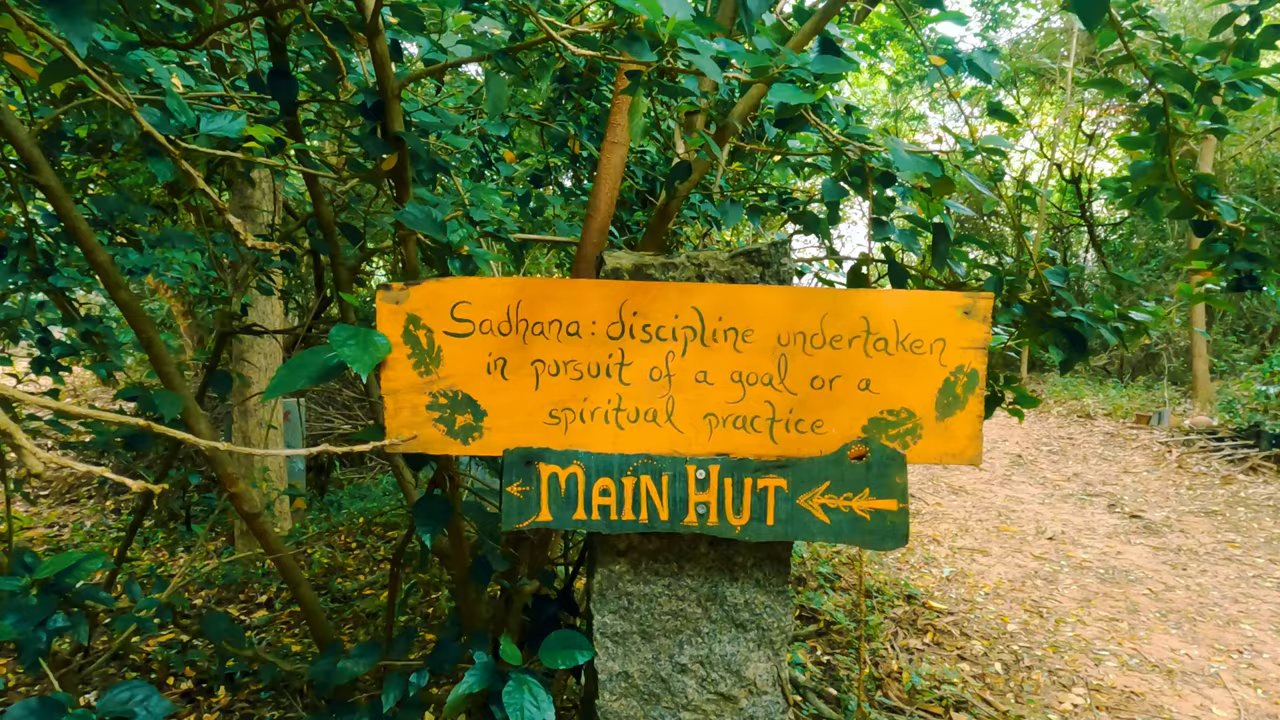 Sadhana: discipline undertaken
in pursuit of a goal or a
spiritual practice
MAIN HUT